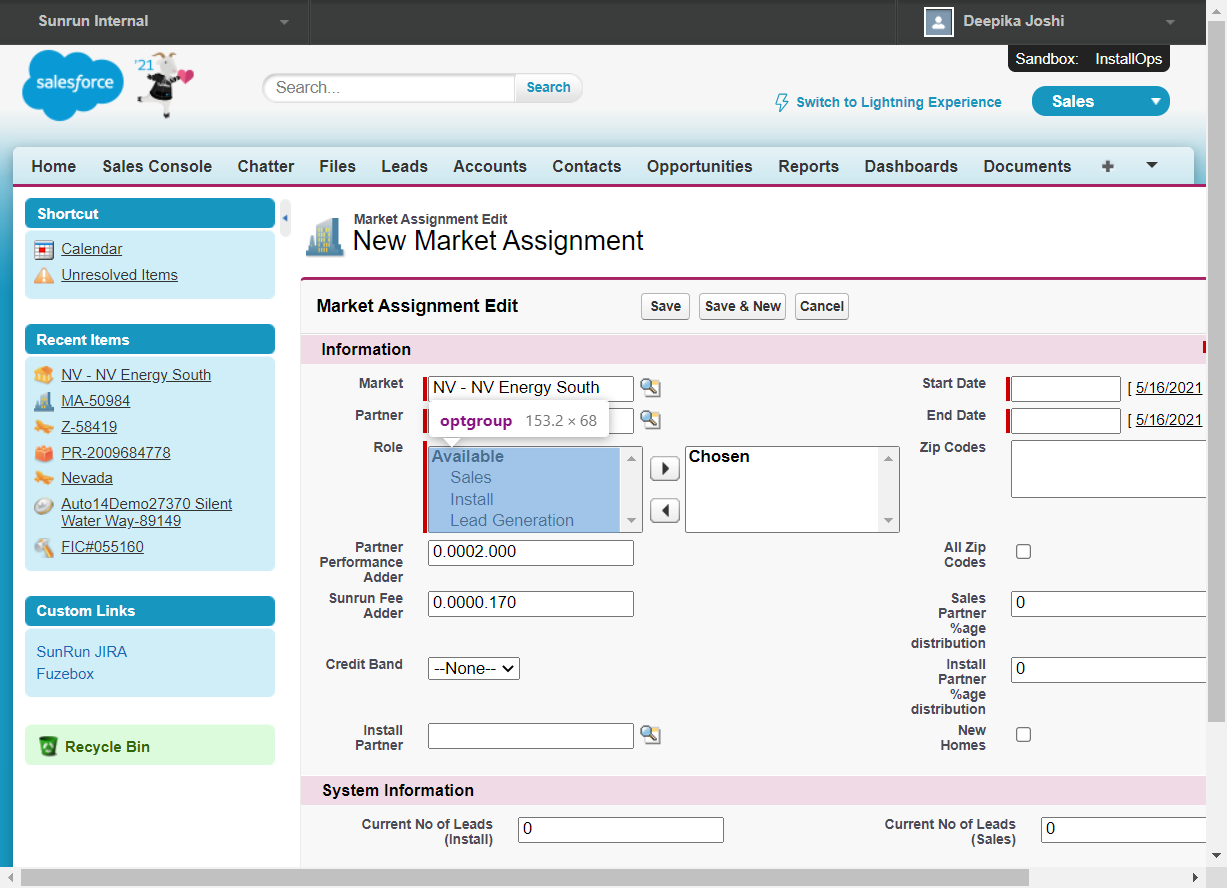 Sunrun Internal
Deepika Joshi
salesforce
'21
Search...
Search
Sandbox: InstallOps
Switch to Lightning Experience
Sales
Home
Sales Console
Chatter
Files
Leads
Accounts
Contacts
Opportunities
Reports
Dashboards
Documents
Shortcut
Calendar
Unresolved Items
Recent Items
NV - NV Energy South
MA-50984
Z-58419
PR-2009684778
Nevada
Auto14Demo27370 Silent
Water Way-89149
FIC#055160
Custom Links
SunRun JIRA
Fuzebox
Recycle Bin
Market Assignment Edit
New Market Assignment
Market Assignment Edit
Save
Save & New
Cancel
Information
Market
NV - NV Energy South
Start Date
[ 5/16/2021
Partner
optgroup 153.2 × 68
End Date
[ 5/16/2021
Role
Available
Sales
Install
Lead Generation
Chosen
Zip Codes
Partner
Performance
Adder
0.0002.000
All Zip
Codes
Sunrun Fee
Adder
0.0000.170
Sales
Partner
%age
distribution
0
Credit Band
--None--
Install
Partner
%age
distribution
0
Install
Partner
New
Homes
System Information
Current No of Leads
(Install)
0
Current No of Leads
(Sales)
0